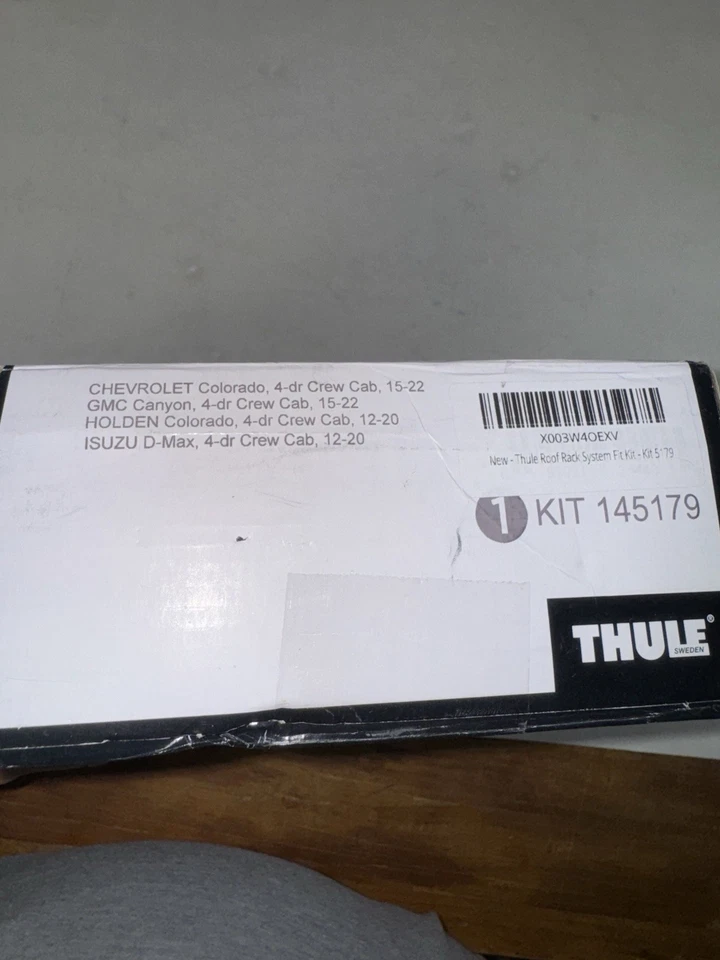 CHEVROLET Colorado, 4-dr Crew Cab, 15-22
GMC Canyon, 4-dr Crew Cab, 15-22
HOLDEN Colorado, 4-dr Crew Cab, 12-20
ISUZU D-Max, 4-dr Crew Cab, 12-20
X003W4OEXV
New - Thule Roof Rack System Fit Kit - Kit
1 KIT 145179
THULE®
SWEDEN